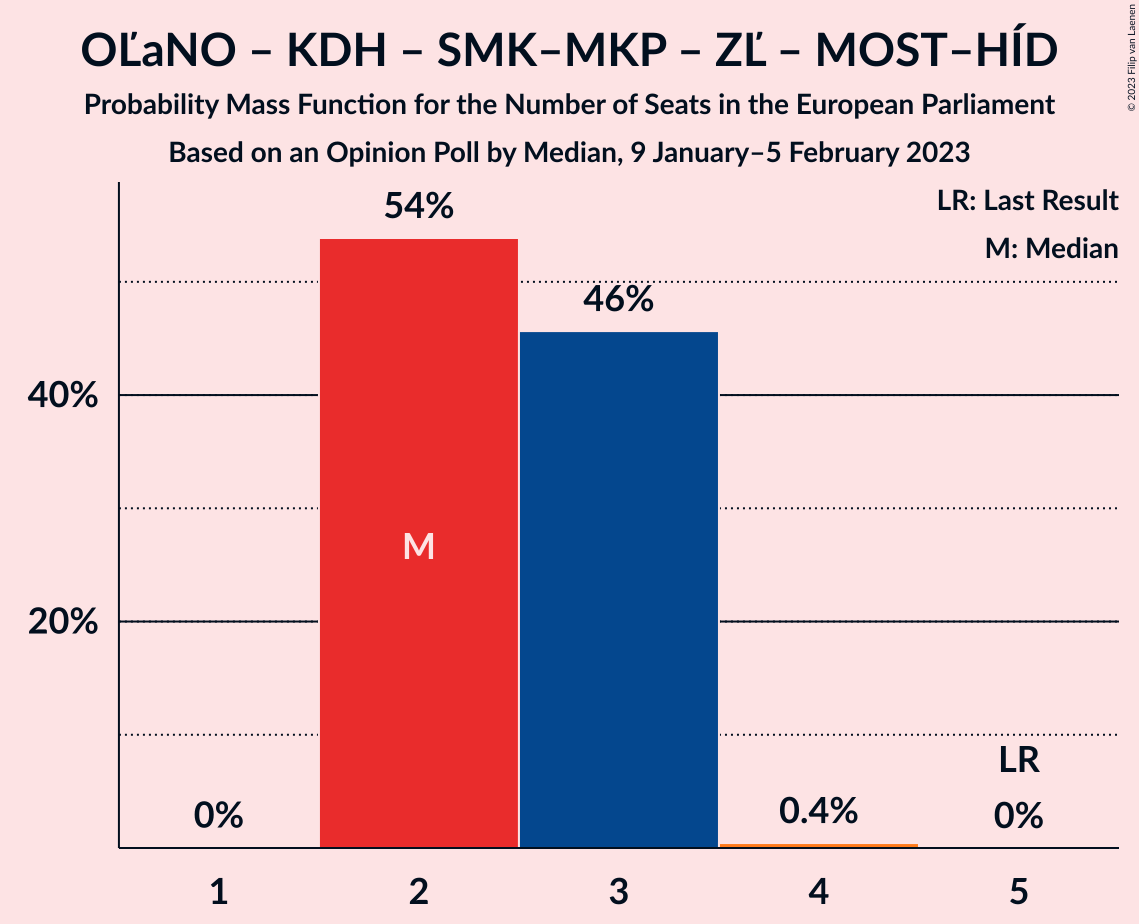 OĽaNO – KDH – SMK–MKP – ZĽ – MOST–HÍD
Probability Mass Function for the Number of Seats in the European Parliament
Based on an Opinion Poll by Median, 9 January–5 February 2023
© 2023 Filip van Laenen
LR: Last Result
M: Median
54%
46%
40%
M
20%
LR
0%
0.4%
0%
1 2 3 4 5